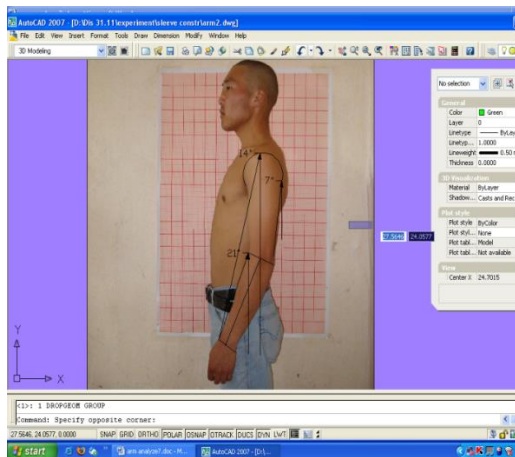 AutoCAD 2007 - [D:\Dis 31.11\experiment\sleeve constr\arm2.dwg]
File Edit View Insert Format Tools Draw Dimension Modify Window Help
3D Modeling
No selection
General
Color Green
Layer 0
Linetype ByLay
Linetyp... 1.0000
Lineweight 0.50
Thickness 0.0000
3D Visualization
Material ByLayer
Shadow... Casts and Rec
Plot style
Plot style ByColor
Plot styl... None
Plot tabl... Model
Plot tabl... Not available
View
Center X 24.7015
14°
7°
21°
27.5646 24.0577
Y
X
<1>: 1 DROPGEOM GROUP
Command: Specify opposite corner:
27.5646, 24.0577, 0.0000 SNAP GRID ORTHO POLAR OSNAP OTRACK DUCS DYN LWT
start
arm-analyze7.doc - M...
AutoCAD 2007 - [D:\...